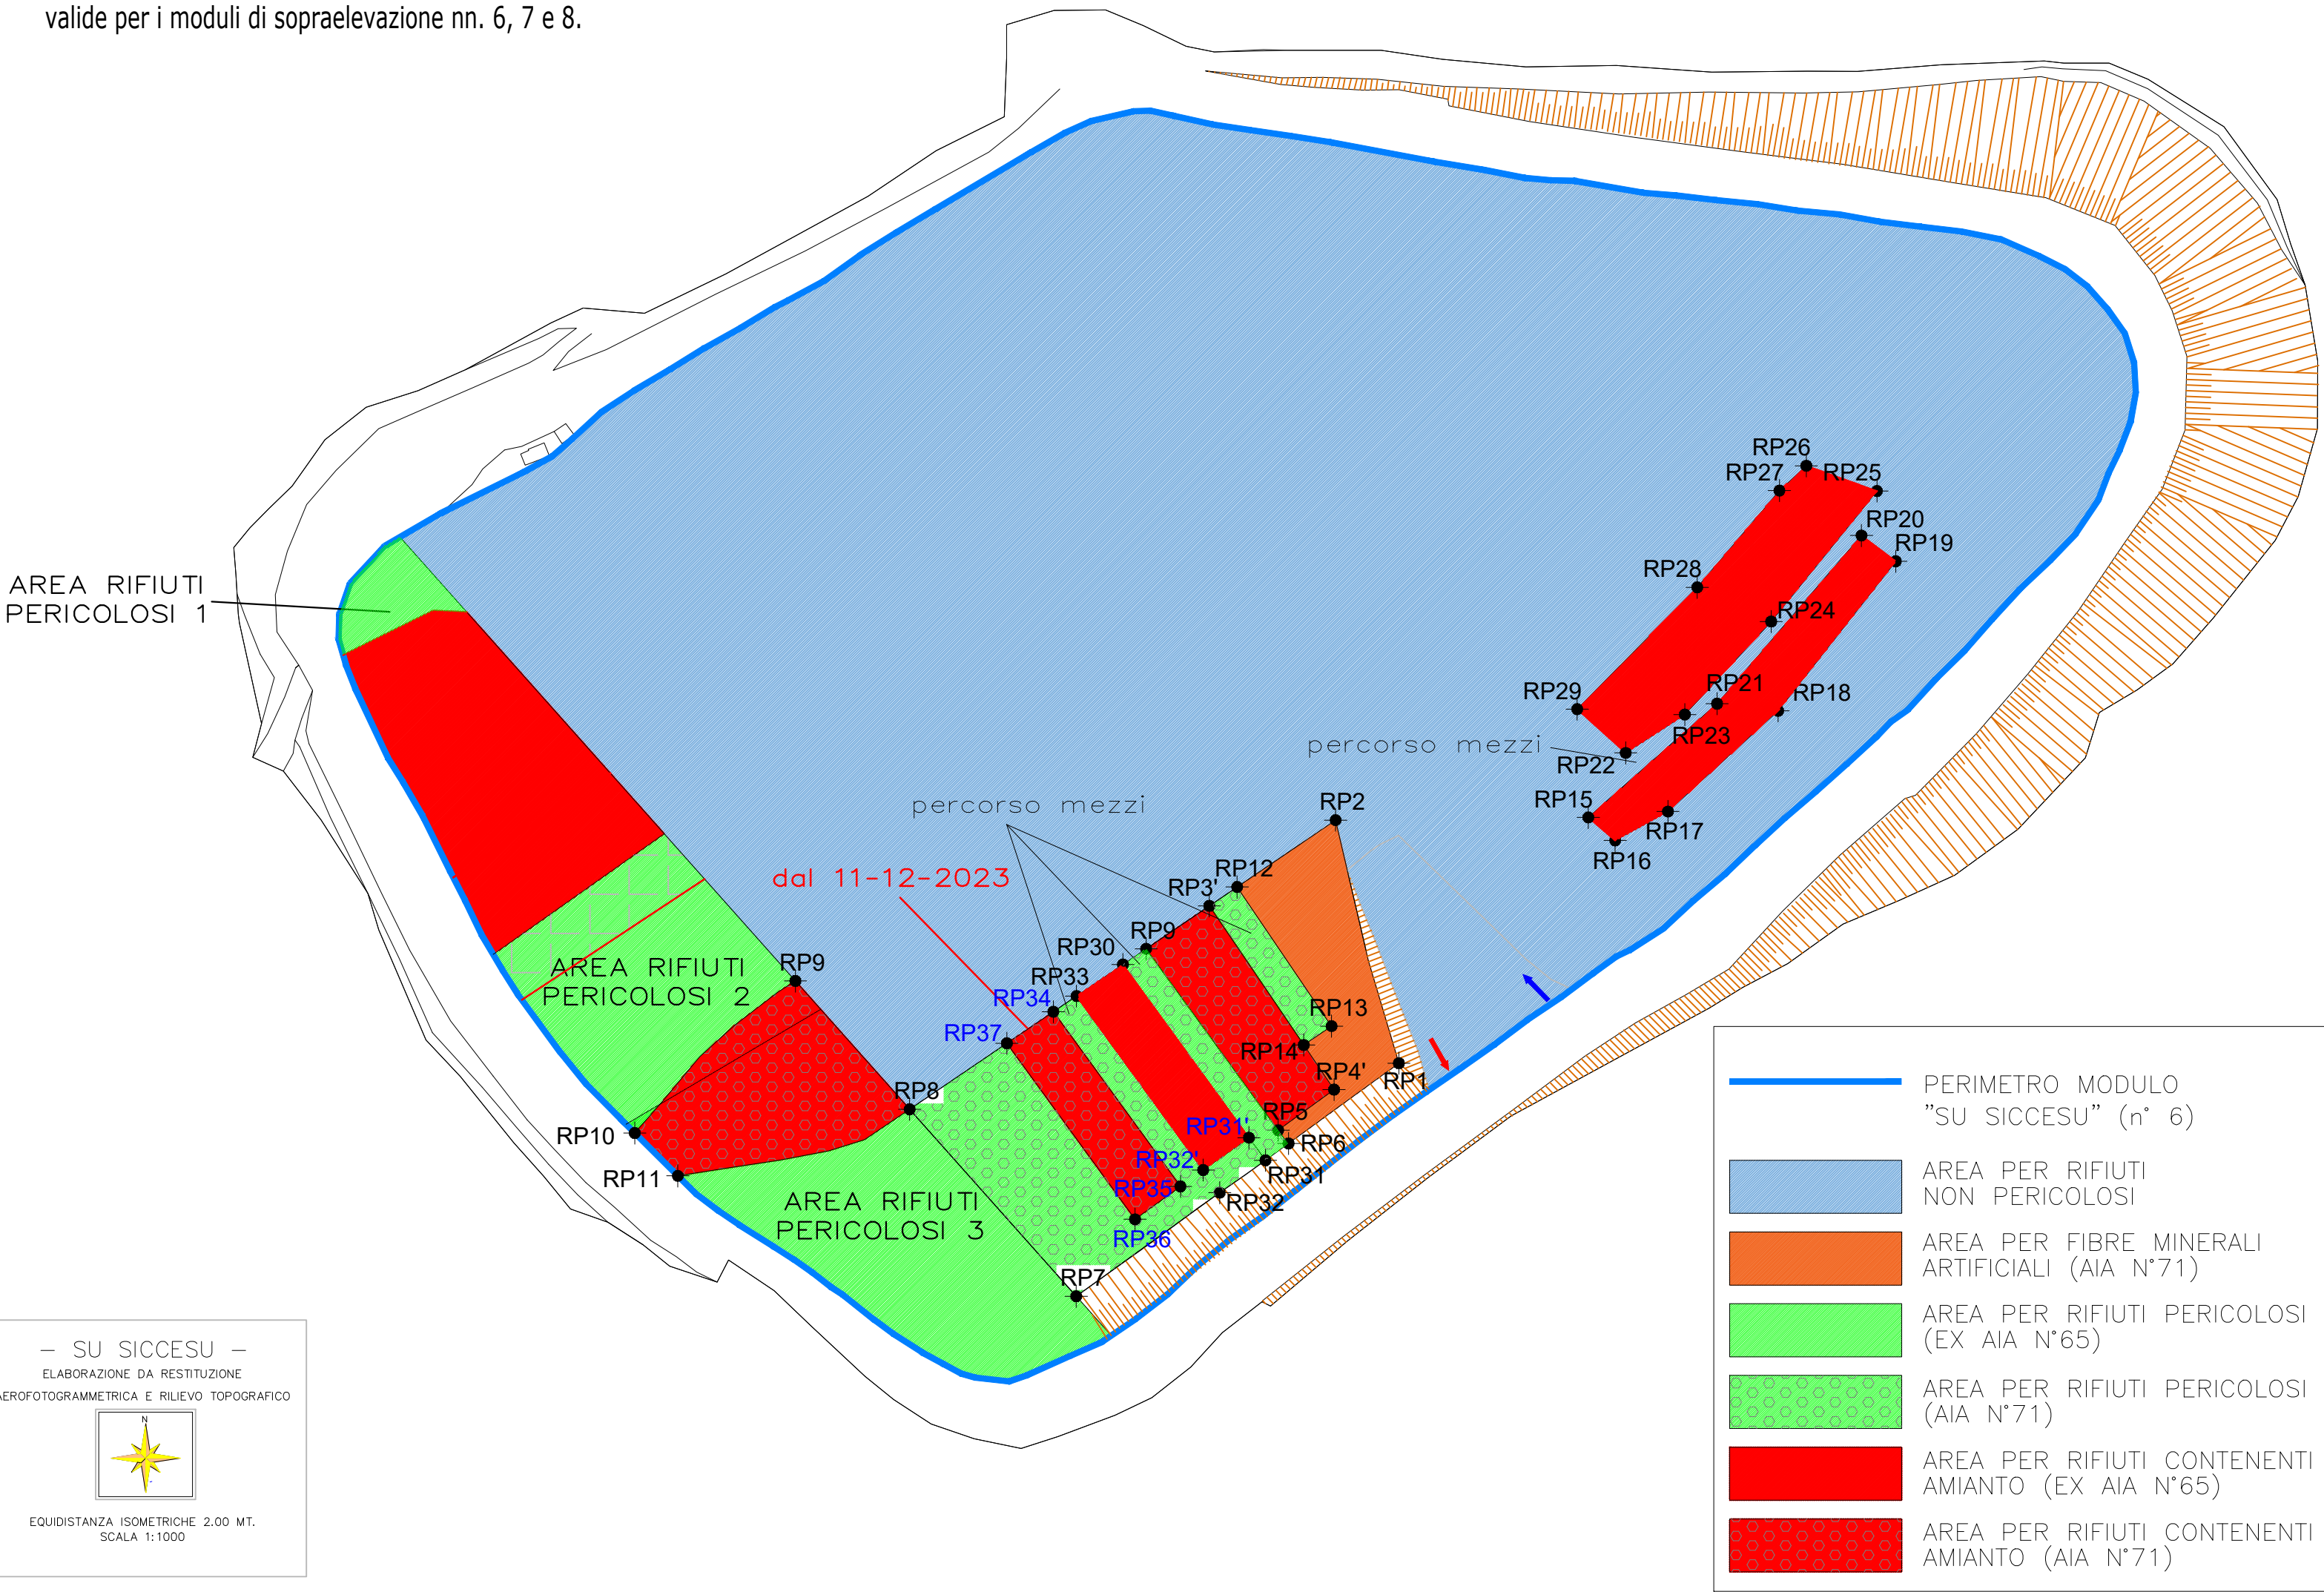 valide per i moduli di sopraelevazione nn. 6, 7 e 8.
AREA RIFIUTI
PERICOLOSI 1
RP26
RP27
RP25
RP20
RP19
RP28
RP24
RP29
RP21
RP18
RP23
percorso mezzi
RP22
RP15
RP17
RP16
percorso mezzi
RP2
dal 11-12-2023
RP12
RP3'
RP9
RP30
RP33
RP34
RP37
AREA RIFIUTI
PERICOLOSI 2
RP9
RP13
RP14'
RP4'
RP1
RP8
RP5
RP31'
RP6
RP10
RP11
RP32'
RP31
RP35
RP32
RP36
AREA RIFIUTI
PERICOLOSI 3
RP7
PERIMETRO MODULO
"SU SICCESU" (n° 6)
AREA PER RIFIUTI
NON PERICOLOSI
AREA PER FIBRE MINERALI
ARTIFICIALI (AIA N°71)
AREA PER RIFIUTI PERICOLOSI
(EX AIA N°65)
AREA PER RIFIUTI PERICOLOSI
(AIA N°71)
AREA PER RIFIUTI CONTENENTI
AMIANTO (EX AIA N°65)
AREA PER RIFIUTI CONTENENTI
AMIANTO (AIA N°71)
– SU SICCESU –
ELABORAZIONE DA RESTITUZIONE
AEROFOTOGRAMMETRICA E RILIEVO TOPOGRAFICO
N
EQUIDISTANZA ISOMETRICHE 2.00 MT.
SCALA 1:1000